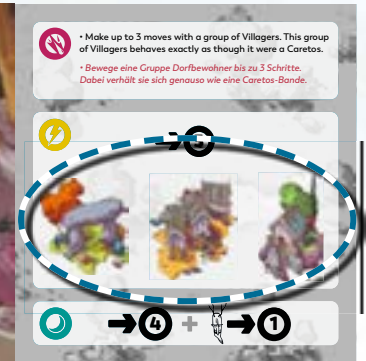 • Make up to 3 moves with a group of Villagers. This group
of Villagers behaves exactly as though it were a Caretos.
• Bewege eine Gruppe Dorfbewohner bis zu 3 Schritte.
Dabei verhält sie sich genauso wie eine Caretos-Bande.
4 + 1